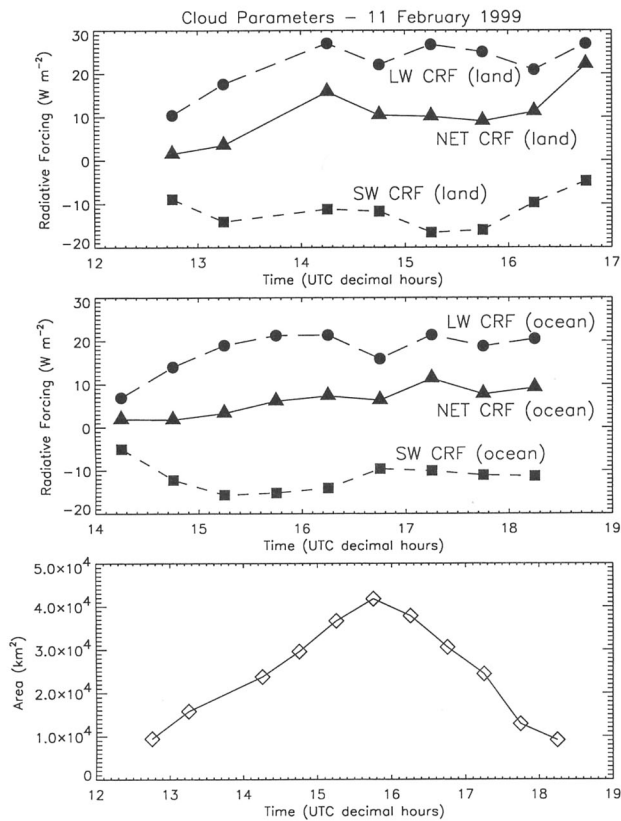 Cloud Parameters – 11 February 1999
30
20
10
0
−10
−20
Radiative Forcing (W m⁻²)
LW CRF (land)
NET CRF (land)
SW CRF (land)
12 13 14 15 16 17
Time (UTC decimal hours)
30
20
10
0
−10
−20
Radiative Forcing (W m⁻²)
LW CRF (ocean)
NET CRF (ocean)
SW CRF (ocean)
14 15 16 17 18 19
Time (UTC decimal hours)
5.0×10⁴
4.0×10⁴
3.0×10⁴
2.0×10⁴
1.0×10⁴
0
Area (km²)
12 13 14 15 16 17 18 19
Time (UTC decimal hours)